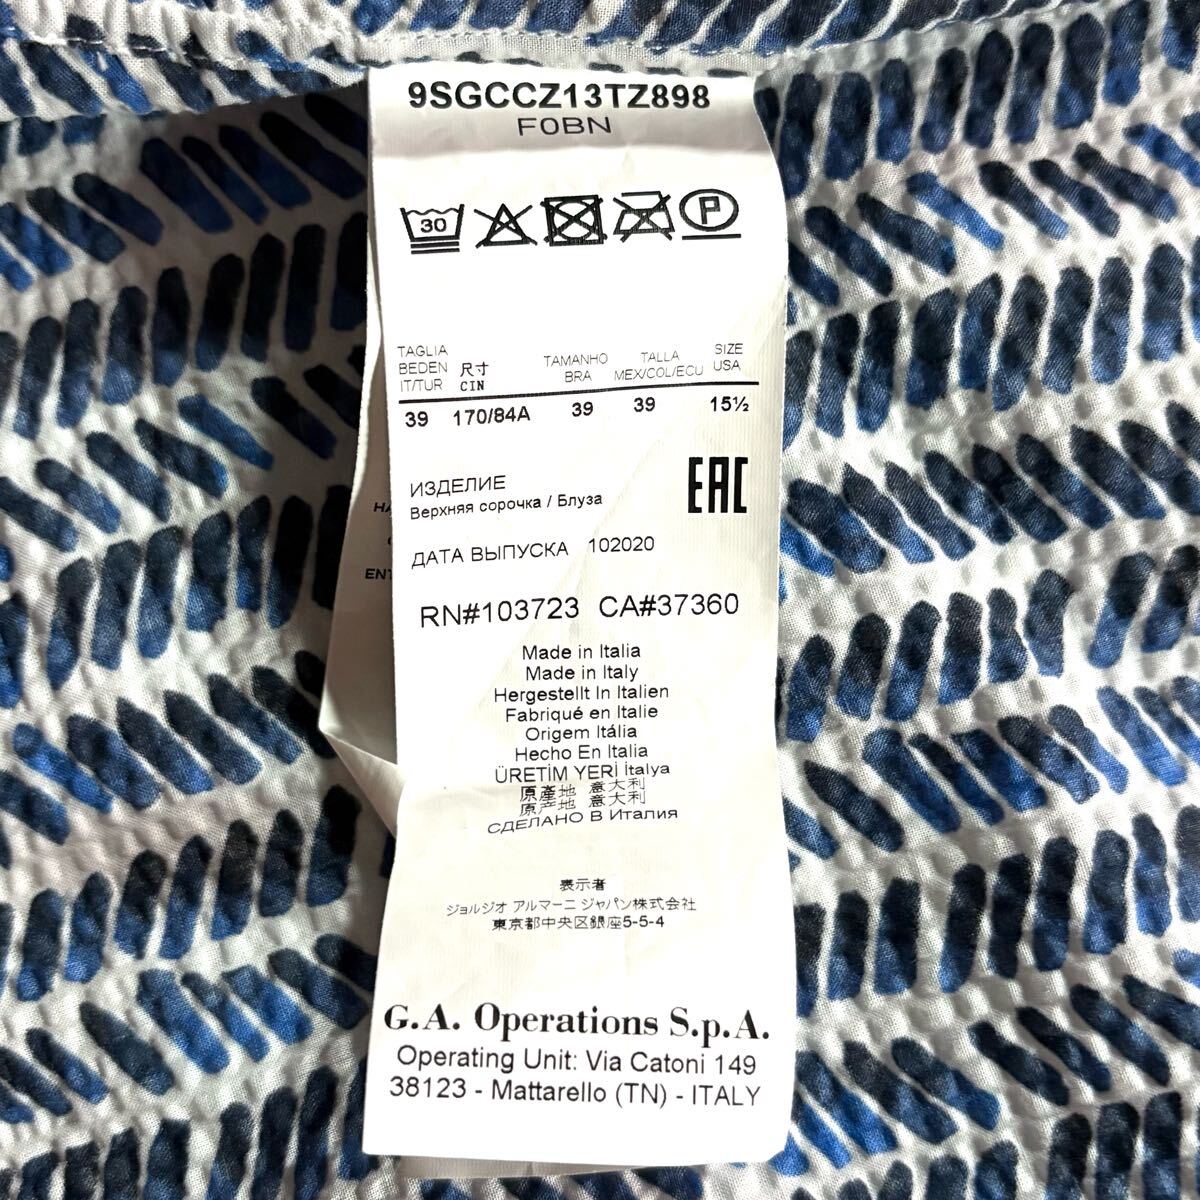 9SGCCZ13TZ898
F0BN
30 P
TAGLIA BEDEN IT/TUR 尺寸 CIN TAMANHO BRA TALLA MEX/COL/ECU SIZE USA
39 170/84A 39 39 15½
ИЗДЕЛИЕ
Верхняя сорочка / Блуза
EAC
ДАТА ВЫПУСКА 102020
RN#103723 CA#37360
Made in Italia
Made in Italy
Hergestellt In Italien
Fabriqué en Italie
Origem Itália
Hecho En Italia
ÜRETİM YERİ İtalya
原產地 意大利
原产地 意大利
СДЕЛАНО В Италия
表示者
ジョルジオ アルマーニ ジャパン株式会社
東京都中央区銀座5-5-4
G.A. Operations S.p.A.
Operating Unit: Via Catoni 149
38123 - Mattarello (TN) - ITALY